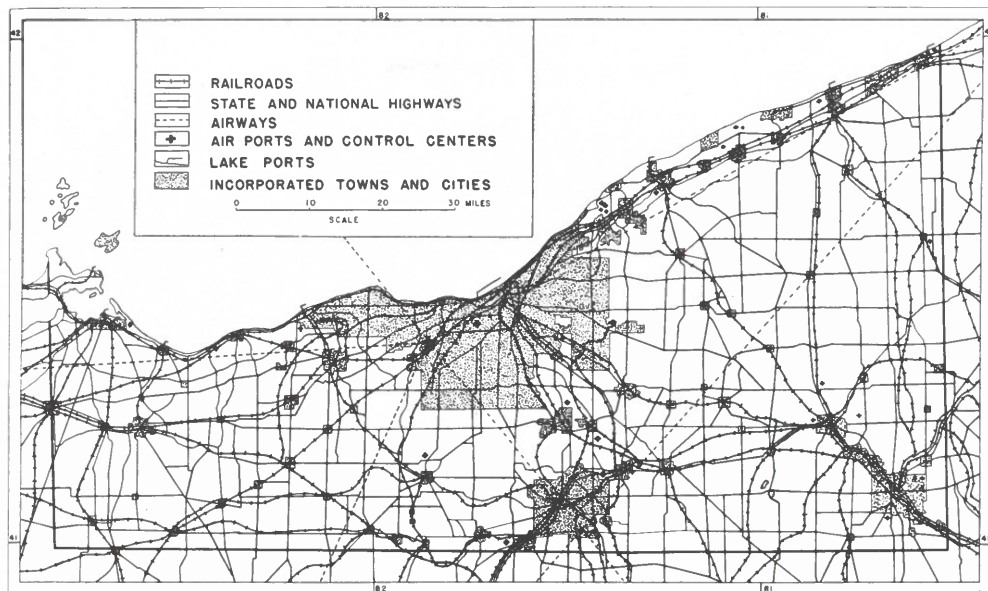 82
81
42
RAILROADS
STATE AND NATIONAL HIGHWAYS
AIRWAYS
AIR PORTS AND CONTROL CENTERS
LAKE PORTS
INCORPORATED TOWNS AND CITIES
0 10 20 30 MILES
SCALE
41
82
81